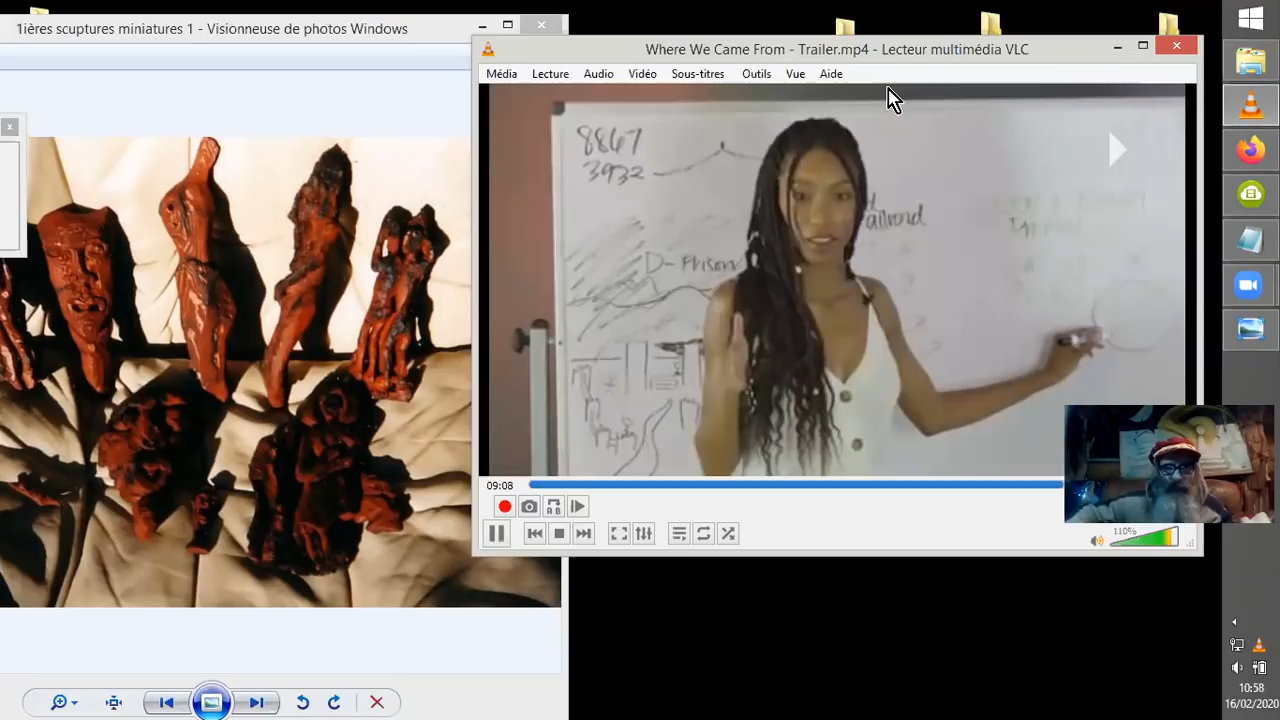 1ières scuptures miniatures 1 - Visionneuse de photos Windows
Where We Came From - Trailer.mp4 - Lecteur multimédia VLC
Média Lecture Audio Vidéo Sous-titres Outils Vue Aide
8867
3932
D-Prison
09:08
110%
10:58
16/02/2020